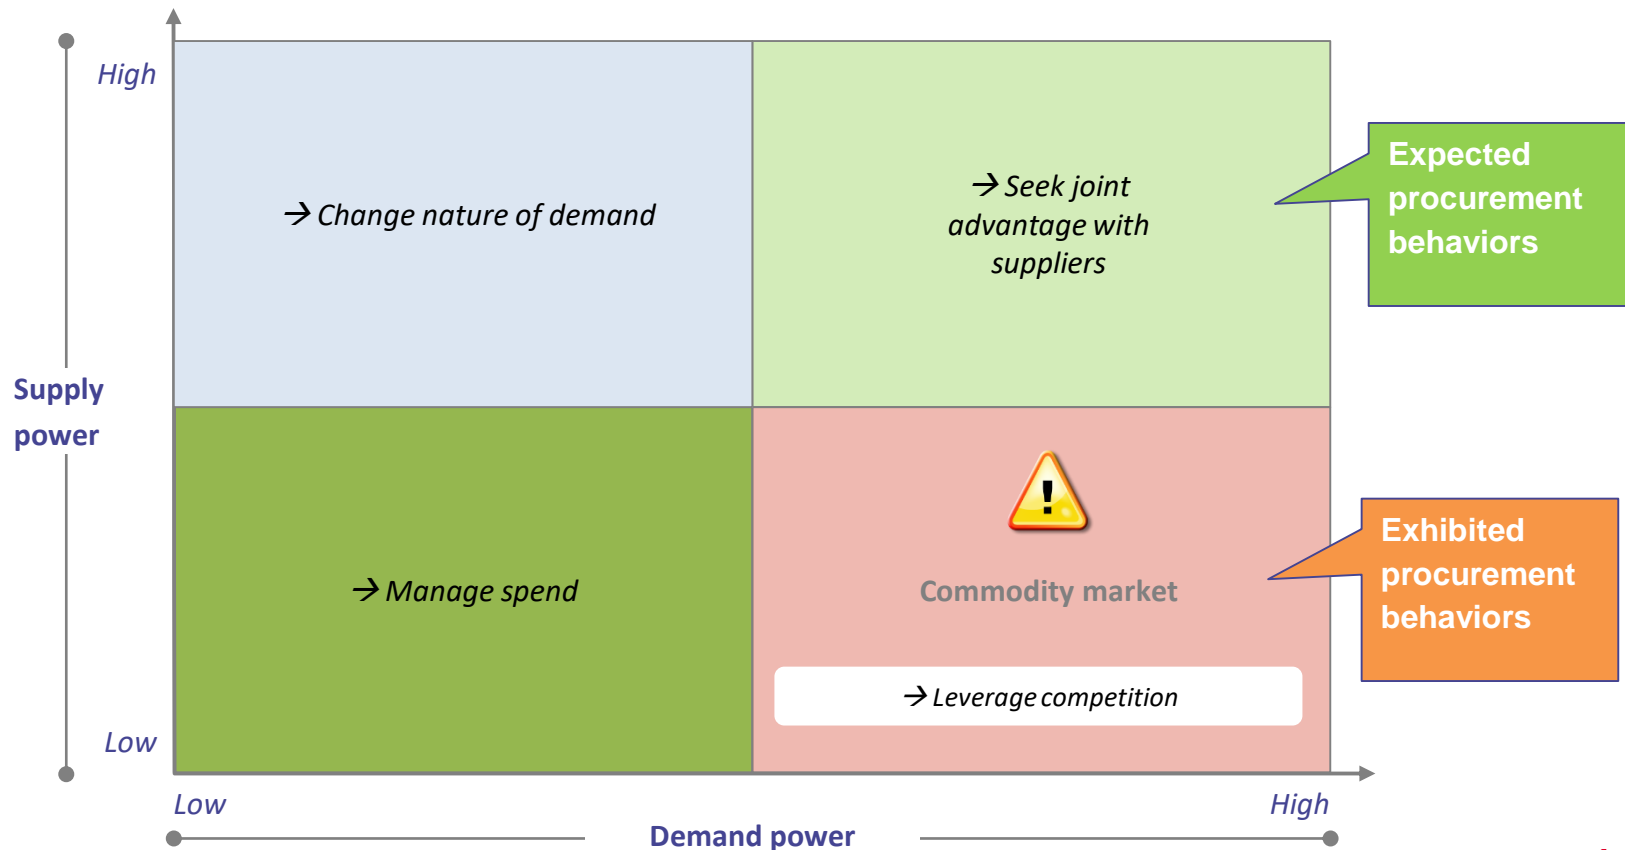 High
→ Change nature of demand
→ Seek joint
advantage with
suppliers
Expected
procurement
behaviors
Supply
power
→ Manage spend
!
Commodity market
→ Leverage competition
Exhibited
procurement
behaviors
Low
Low
High
Demand power